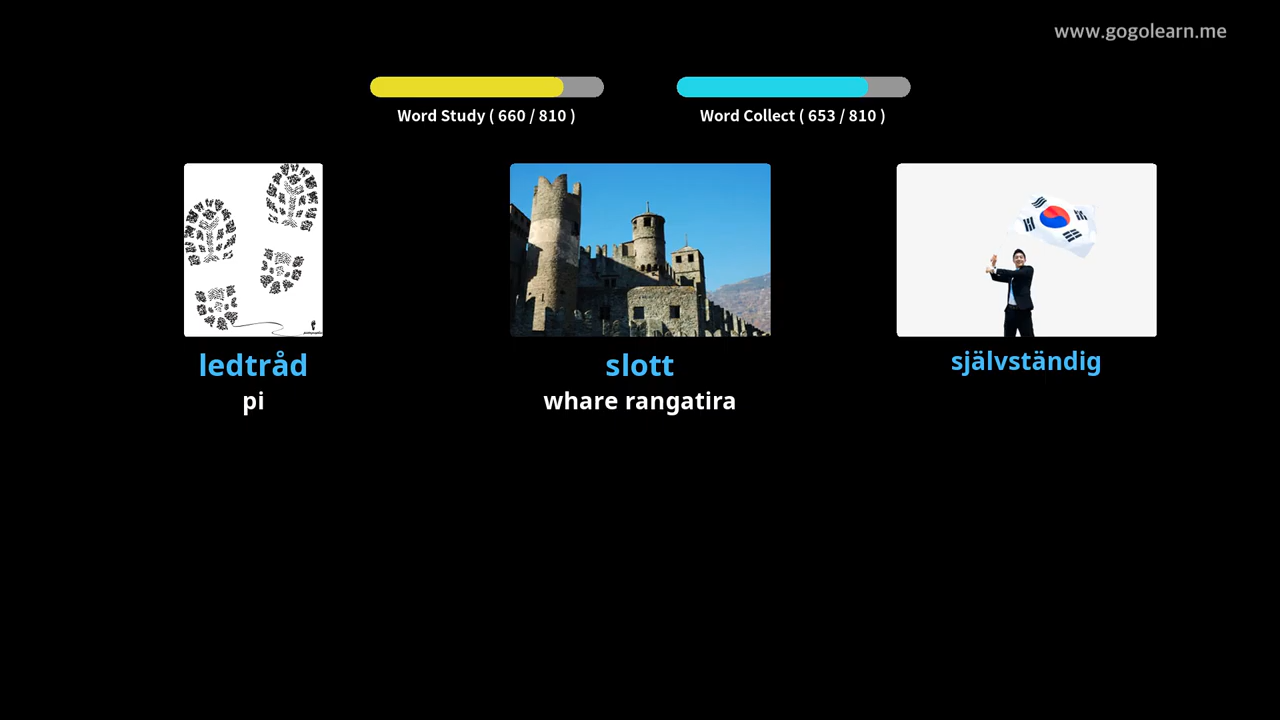 www.gogolearn.me
Word Study ( 660 / 810 )
Word Collect ( 653 / 810 )
ledtråd
pi
slott
whare rangatira
självständig